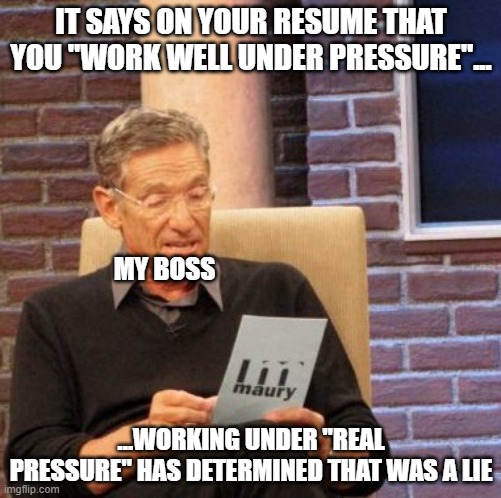 IT SAYS ON YOUR RESUME THAT
YOU "WORK WELL UNDER PRESSURE"...
MY BOSS
maury
...WORKING UNDER "REAL
PRESSURE" HAS DETERMINED THAT WAS A LIE
imgflip.com